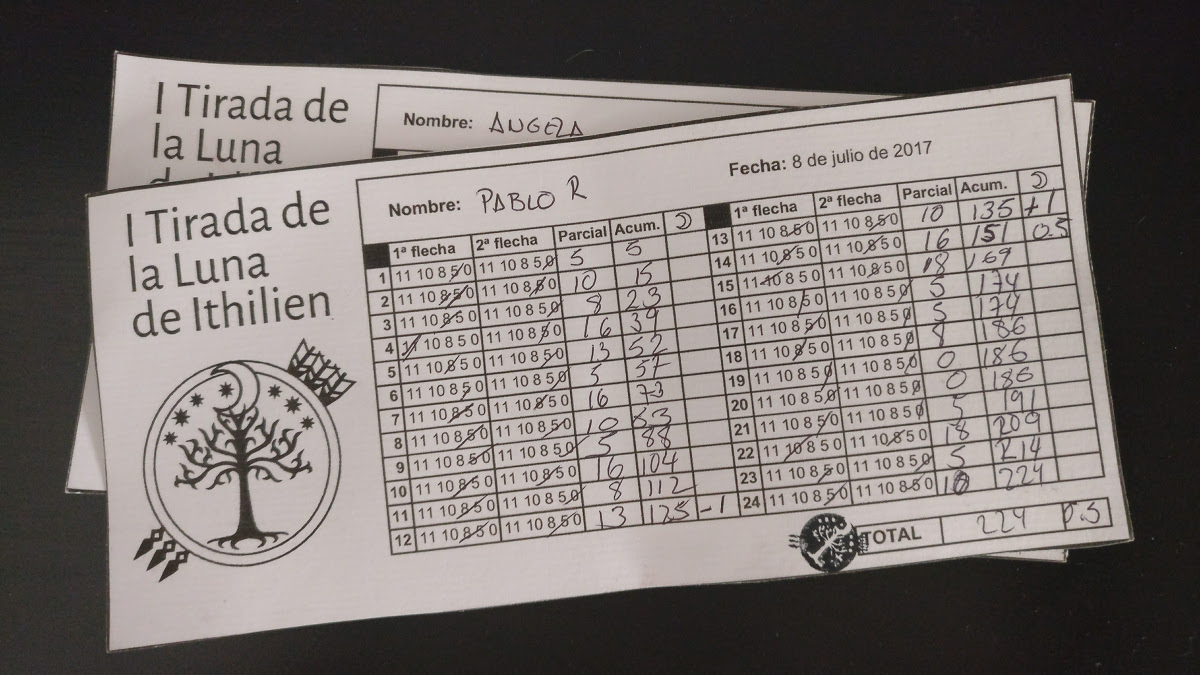 I Tirada de
la Luna
Nombre: ANGELA
I Tirada de
la Luna
de Ithilien
Nombre: PABLO R
Fecha: 8 de julio de 2017
1ª flecha 2ª flecha Parcial Acum.
1 11 10 8 5 0 11 10 8 5 0 5 5
2 11 10 8 5 0 11 10 8 5 0 10 15
3 11 10 8 5 0 11 10 8 5 0 8 23
4 11 10 8 5 0 11 10 8 5 0 16 39
5 11 10 8 5 0 11 10 8 5 0 13 52
6 11 10 8 5 0 11 10 8 5 0 5 57
7 11 10 8 5 0 11 10 8 5 0 16 73
8 11 10 8 5 0 11 10 8 5 0 10 83
9 11 10 8 5 0 11 10 8 5 0 5 88
10 11 10 8 5 0 11 10 8 5 0 16 104
11 11 10 8 5 0 11 10 8 5 0 8 112
12 11 10 8 5 0 11 10 8 5 0 13 125 -1
1ª flecha 2ª flecha Parcial Acum.
13 11 10 8 5 0 11 10 8 5 0 10 135 +1
14 11 10 8 5 0 11 10 8 5 0 16 151 0.5
15 11 10 8 5 0 11 10 8 5 0 18 169
16 11 10 8 5 0 11 10 8 5 0 5 174
17 11 10 8 5 0 11 10 8 5 0 5 174
18 11 10 8 5 0 11 10 8 5 0 8 186
19 11 10 8 5 0 11 10 8 5 0 0 186
20 11 10 8 5 0 11 10 8 5 0 0 186
21 11 10 8 5 0 11 10 8 5 0 5 191
22 11 10 8 5 0 11 10 8 5 0 18 209
23 11 10 8 5 0 11 10 8 5 0 5 214
24 11 10 8 5 0 11 10 8 5 0 10 224
TOTAL 224 0.5